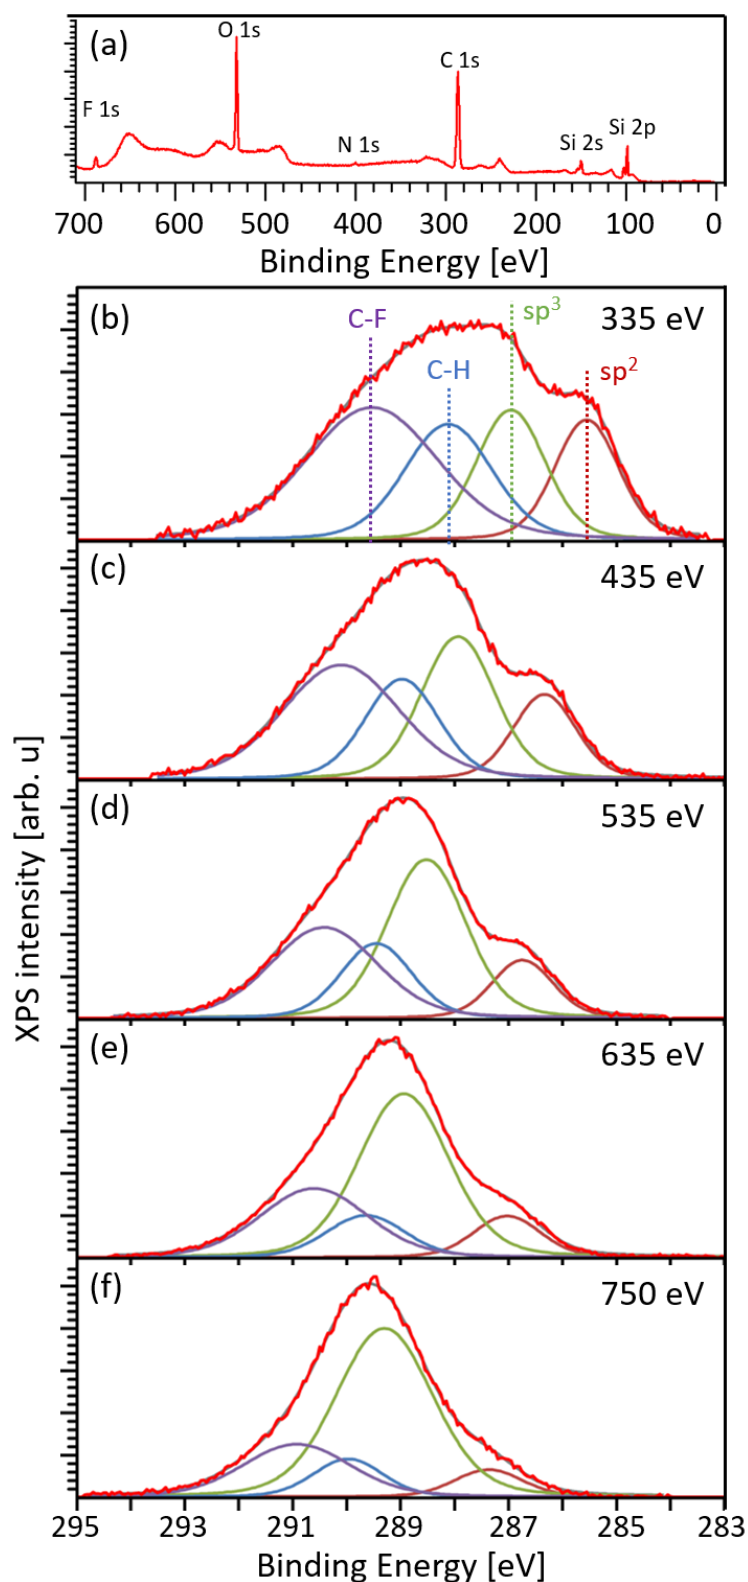 (a)
O 1s
C 1s
F 1s
N 1s
Si 2s
Si 2p
700 600 500 400 300 200 100 0
Binding Energy [eV]
XPS intensity [arb. u]
(b)
C-F
C-H
sp³
sp²
335 eV
(c)
435 eV
(d)
535 eV
(e)
635 eV
(f)
750 eV
295 293 291 289 287 285 283
Binding Energy [eV]